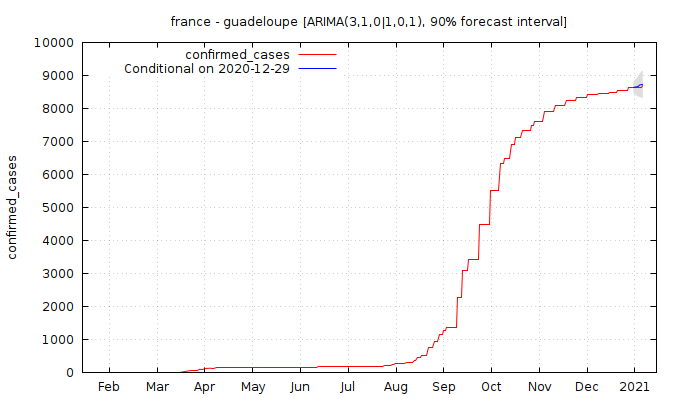 france - guadeloupe [ARIMA(3,1,0|1,0,1), 90% forecast interval]
confirmed_cases
Conditional on 2020-12-29
confirmed_cases
10000
9000
8000
7000
6000
5000
4000
3000
2000
1000
0
Feb Mar Apr May Jun Jul Aug Sep Oct Nov Dec 2021